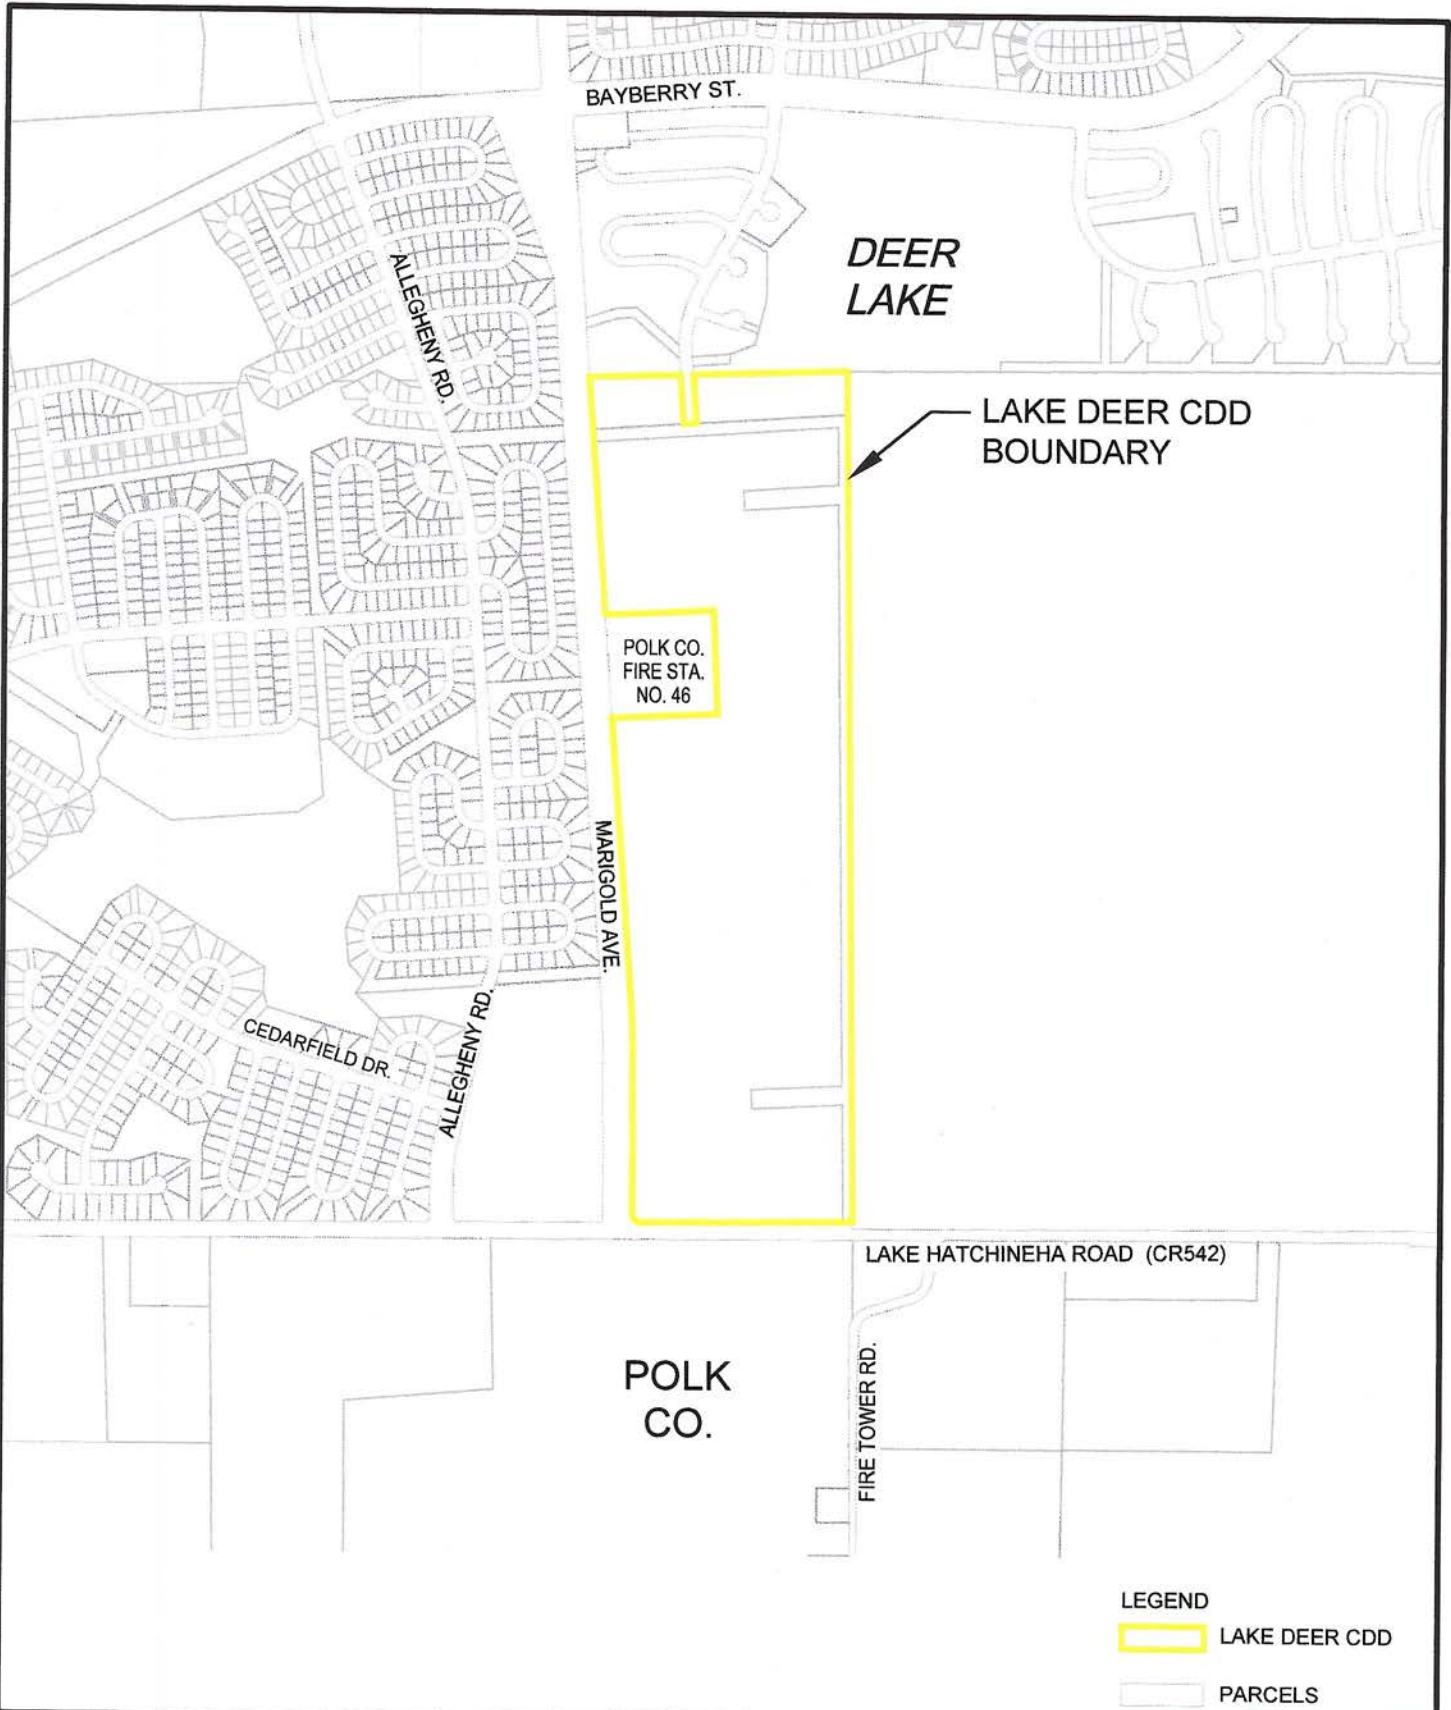 BAYBERRY ST.
DEER
LAKE
ALLEGHENY RD.
LAKE DEER CDD
BOUNDARY
POLK CO.
FIRE STA.
NO. 46
MARIGOLD AVE.
ALLEGHENY RD.
CEDARFIELD DR.
LAKE HATCHINEHA ROAD (CR542)
FIRE TOWER RD.
POLK
CO.
LEGEND
LAKE DEER CDD
PARCELS